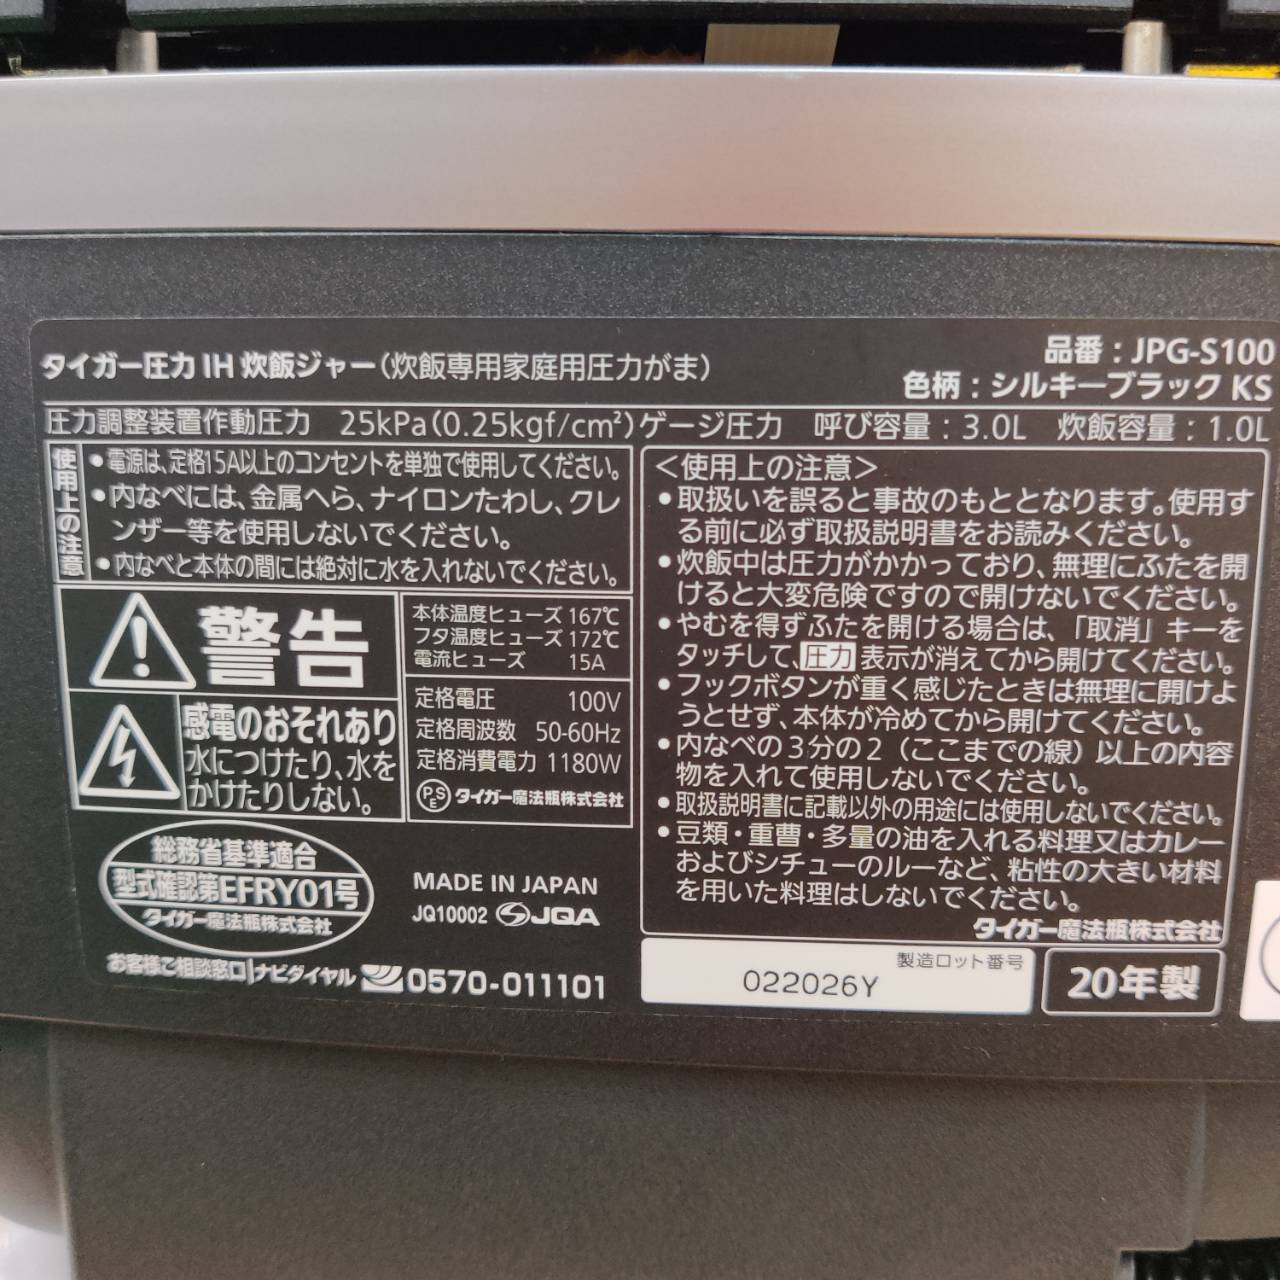 タイガー圧力IH炊飯ジャー(炊飯専用家庭用圧力がま)
品番：JPG-S100
色柄：シルキーブラック KS
圧力調整装置作動圧力 25kPa(0.25kgf/cm²)ゲージ圧力 呼び容量：3.0L 炊飯容量：1.0L
使用上の注意
●電源は、定格15A以上のコンセントを単独で使用してください。
●内なべには、金属へら、ナイロンたわし、クレ
ンザー等を使用しないでください。
●内なべと本体の間には絶対に水を入れないでください。
警告
感電のおそれあり
水につけたり、水を
かけたりしない。
本体温度ヒューズ 167℃
フタ温度ヒューズ 172℃
電流ヒューズ 15A
定格電圧 100V
定格周波数 50-60Hz
定格消費電力 1180W
PSE タイガー魔法瓶株式会社
総務省基準適合
型式確認第EFRY01号
タイガー魔法瓶株式会社
MADE IN JAPAN
JQ10002 JQA
お客様ご相談窓口 ナビダイヤル 0570-011101
＜使用上の注意＞
●取扱いを誤ると事故のもととなります。使用す
る前に必ず取扱説明書をお読みください。
●炊飯中は圧力がかかっており、無理にふたを開
けると大変危険ですので開けないでください。
●やむを得ずふたを開ける場合は、「取消」キーを
タッチして、圧力表示が消えてから開けてください。
●フックボタンが重く感じたときは無理に開けよ
うとせず、本体が冷めてから開けてください。
●内なべの3分の2（ここまでの線）以上の内容
物を入れて使用しないでください。
●取扱説明書に記載以外の用途には使用しないでください。
●豆類・重曹・多量の油を入れる料理又はカレー
およびシチューのルーなど、粘性の大きい材料
を用いた料理はしないでください。
タイガー魔法瓶株式会社
製造ロット番号
022026Y
20年製